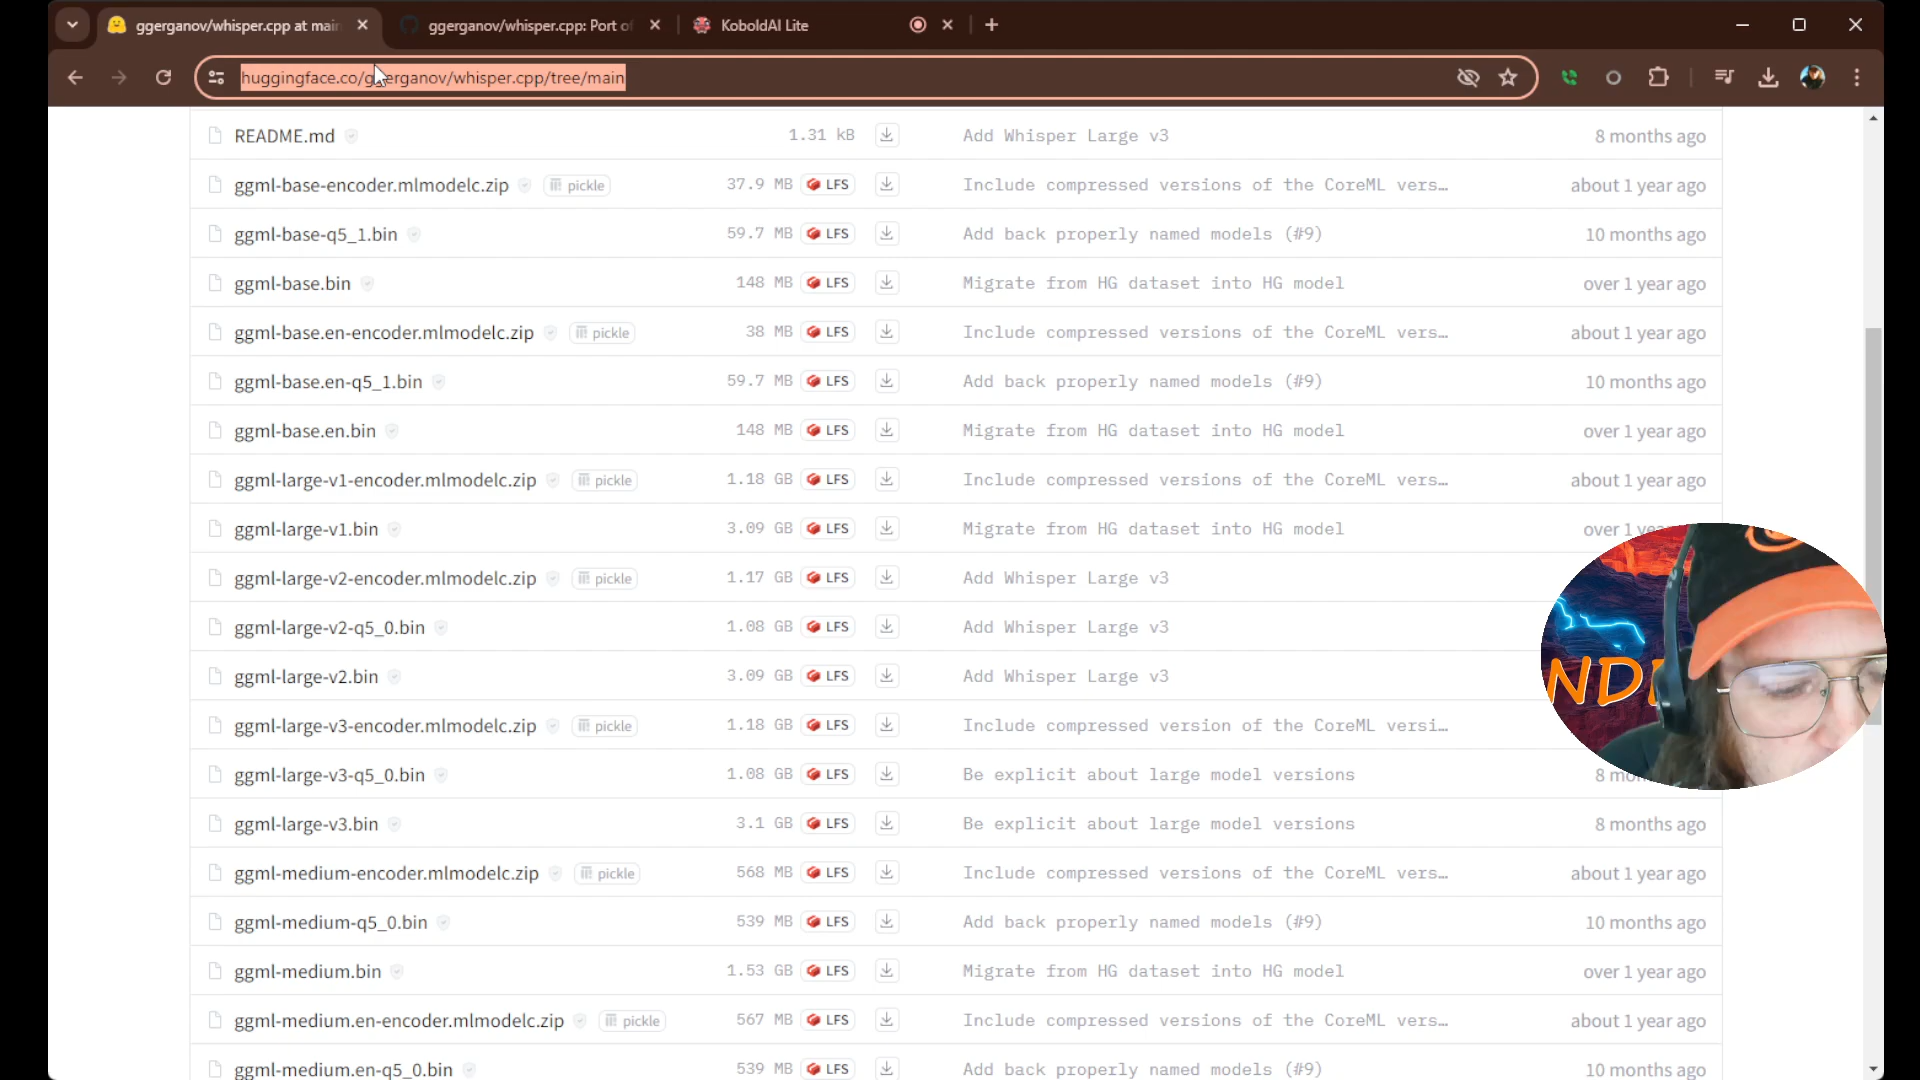 ggerganov/whisper.cpp at main
ggerganov/whisper.cpp: Port of
KoboldAI Lite
huggingface.co/ggerganov/whisper.cpp/tree/main
README.md 1.31 kB Add Whisper Large v3 8 months ago
ggml-base-encoder.mlmodelc.zip pickle 37.9 MB LFS Include compressed versions of the CoreML vers… about 1 year ago
ggml-base-q5_1.bin 59.7 MB LFS Add back properly named models (#9) 10 months ago
ggml-base.bin 148 MB LFS Migrate from HG dataset into HG model over 1 year ago
ggml-base.en-encoder.mlmodelc.zip pickle 38 MB LFS Include compressed versions of the CoreML vers… about 1 year ago
ggml-base.en-q5_1.bin 59.7 MB LFS Add back properly named models (#9) 10 months ago
ggml-base.en.bin 148 MB LFS Migrate from HG dataset into HG model over 1 year ago
ggml-large-v1-encoder.mlmodelc.zip pickle 1.18 GB LFS Include compressed versions of the CoreML vers… about 1 year ago
ggml-large-v1.bin 3.09 GB LFS Migrate from HG dataset into HG model over 1
ggml-large-v2-encoder.mlmodelc.zip pickle 1.17 GB LFS Add Whisper Large v3
ggml-large-v2-q5_0.bin 1.08 GB LFS Add Whisper Large v3
ggml-large-v2.bin 3.09 GB LFS Add Whisper Large v3
ggml-large-v3-encoder.mlmodelc.zip pickle 1.18 GB LFS Include compressed version of the CoreML versi…
ggml-large-v3-q5_0.bin 1.08 GB LFS Be explicit about large model versions 8
ggml-large-v3.bin 3.1 GB LFS Be explicit about large model versions 8 months ago
ggml-medium-encoder.mlmodelc.zip pickle 568 MB LFS Include compressed versions of the CoreML vers… about 1 year ago
ggml-medium-q5_0.bin 539 MB LFS Add back properly named models (#9) 10 months ago
ggml-medium.bin 1.53 GB LFS Migrate from HG dataset into HG model over 1 year ago
ggml-medium.en-encoder.mlmodelc.zip pickle 567 MB LFS Include compressed versions of the CoreML vers… about 1 year ago
ggml-medium.en-q5_0.bin 539 MB LFS Add back properly named models (#9) 10 months ago